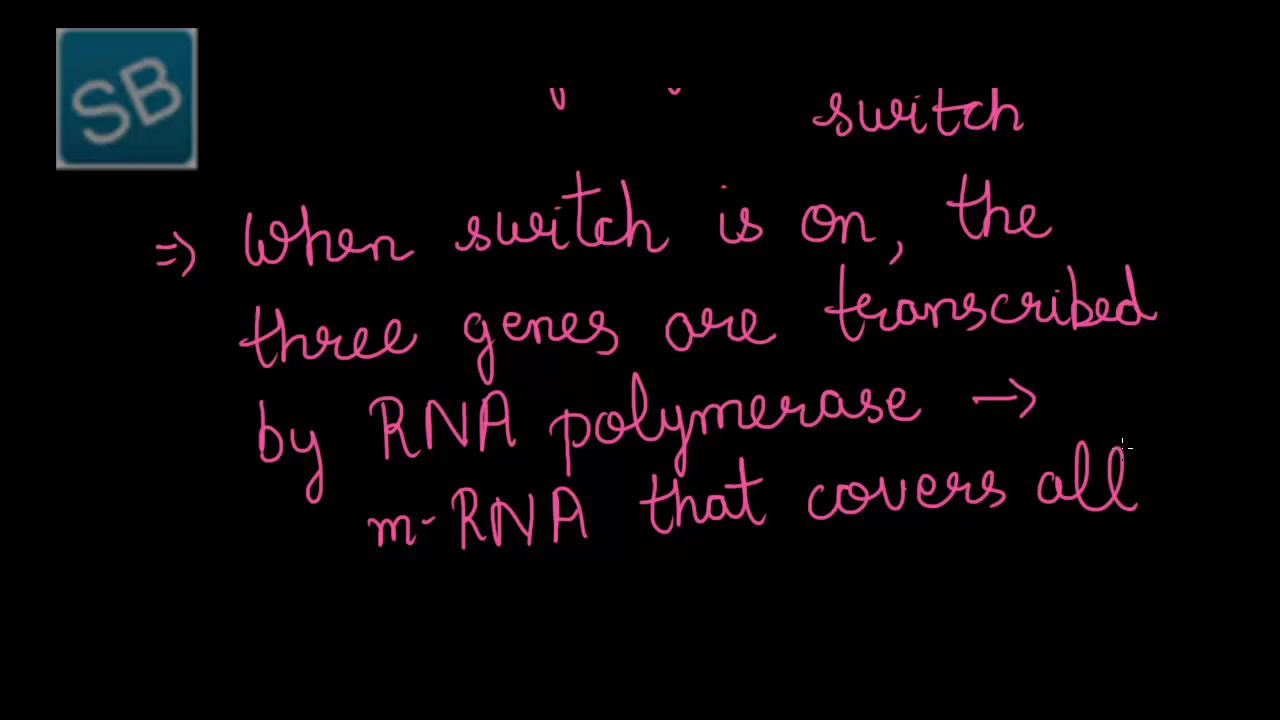 SB
switch
=> When switch is on, the
three genes are transcribed
by RNA polymerase →
m-RNA that covers all